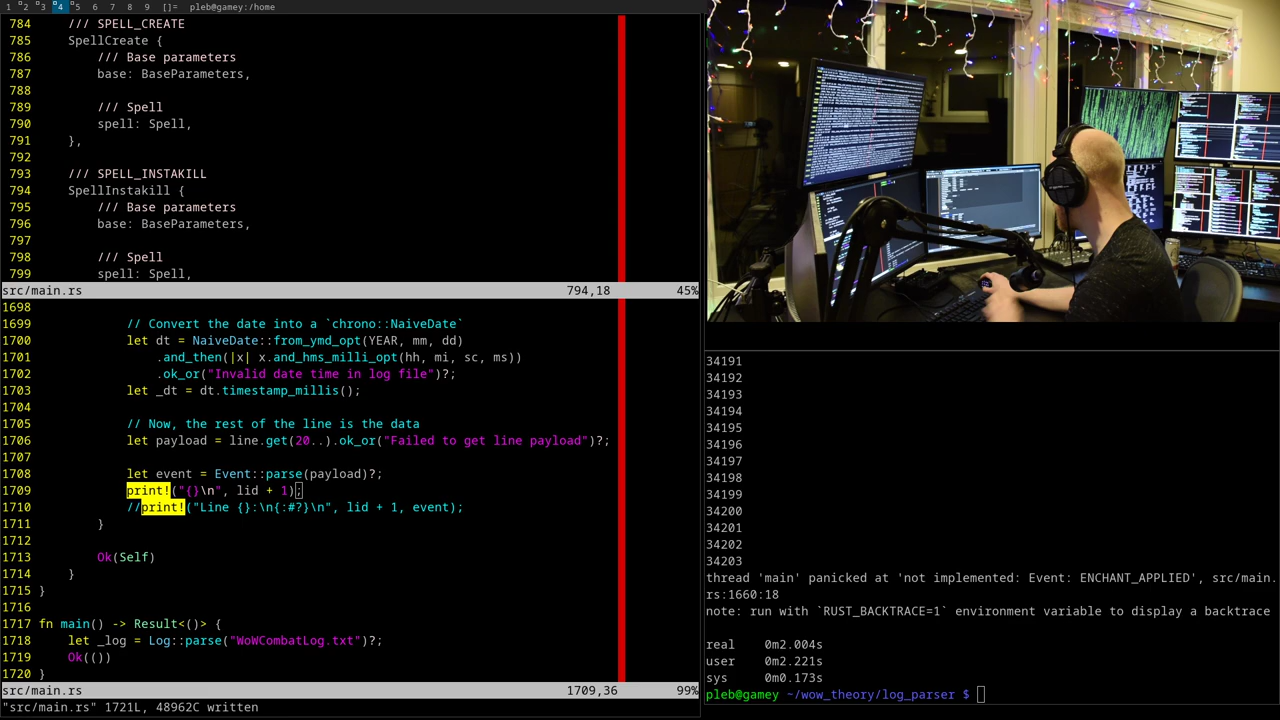 1 2 3 4 5 6 7 8 9 []= pleb@gamey:/home
784 /// SPELL_CREATE
785 SpellCreate {
786 /// Base parameters
787 base: BaseParameters,
788
789 /// Spell
790 spell: Spell,
791 },
792
793 /// SPELL_INSTAKILL
794 SpellInstakill {
795 /// Base parameters
796 base: BaseParameters,
797
798 /// Spell
799 spell: Spell,
src/main.rs 794,18 45%
1698
1699 // Convert the date into a `chrono::NaiveDate`
1700 let dt = NaiveDate::from_ymd_opt(YEAR, mm, dd)
1701 .and_then(|x| x.and_hms_milli_opt(hh, mi, sc, ms))
1702 .ok_or("Invalid date time in log file")?;
1703 let _dt = dt.timestamp_millis();
1704
1705 // Now, the rest of the line is the data
1706 let payload = line.get(20..).ok_or("Failed to get line payload")?;
1707
1708 let event = Event::parse(payload)?;
1709 print!("{}\n", lid + 1);
1710 //print!("Line {}:\n{:#?}\n", lid + 1, event);
1711 }
1712
1713 Ok(Self)
1714 }
1715 }
1716
1717 fn main() -> Result<()> {
1718 let _log = Log::parse("WoWCombatLog.txt")?;
1719 Ok(())
1720 }
src/main.rs 1709,36 99%
"src/main.rs" 1721L, 48962C written
34191
34192
34193
34194
34195
34196
34197
34198
34199
34200
34201
34202
34203
thread 'main' panicked at 'not implemented: Event: ENCHANT_APPLIED', src/main.
rs:1660:18
note: run with `RUST_BACKTRACE=1` environment variable to display a backtrace
real 0m2.004s
user 0m2.221s
sys 0m0.173s
pleb@gamey ~/wow_theory/log_parser $